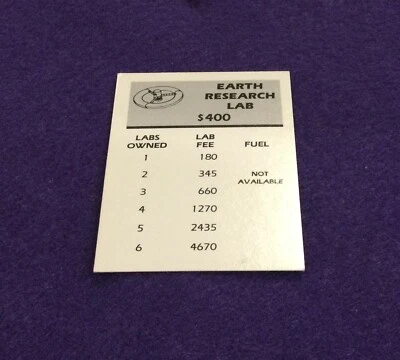 EARTH
RESEARCH
LAB
$400
LABS OWNED LAB FEE FUEL
1 180
2 345 NOT AVAILABLE
3 660
4 1270
5 2435
6 4670